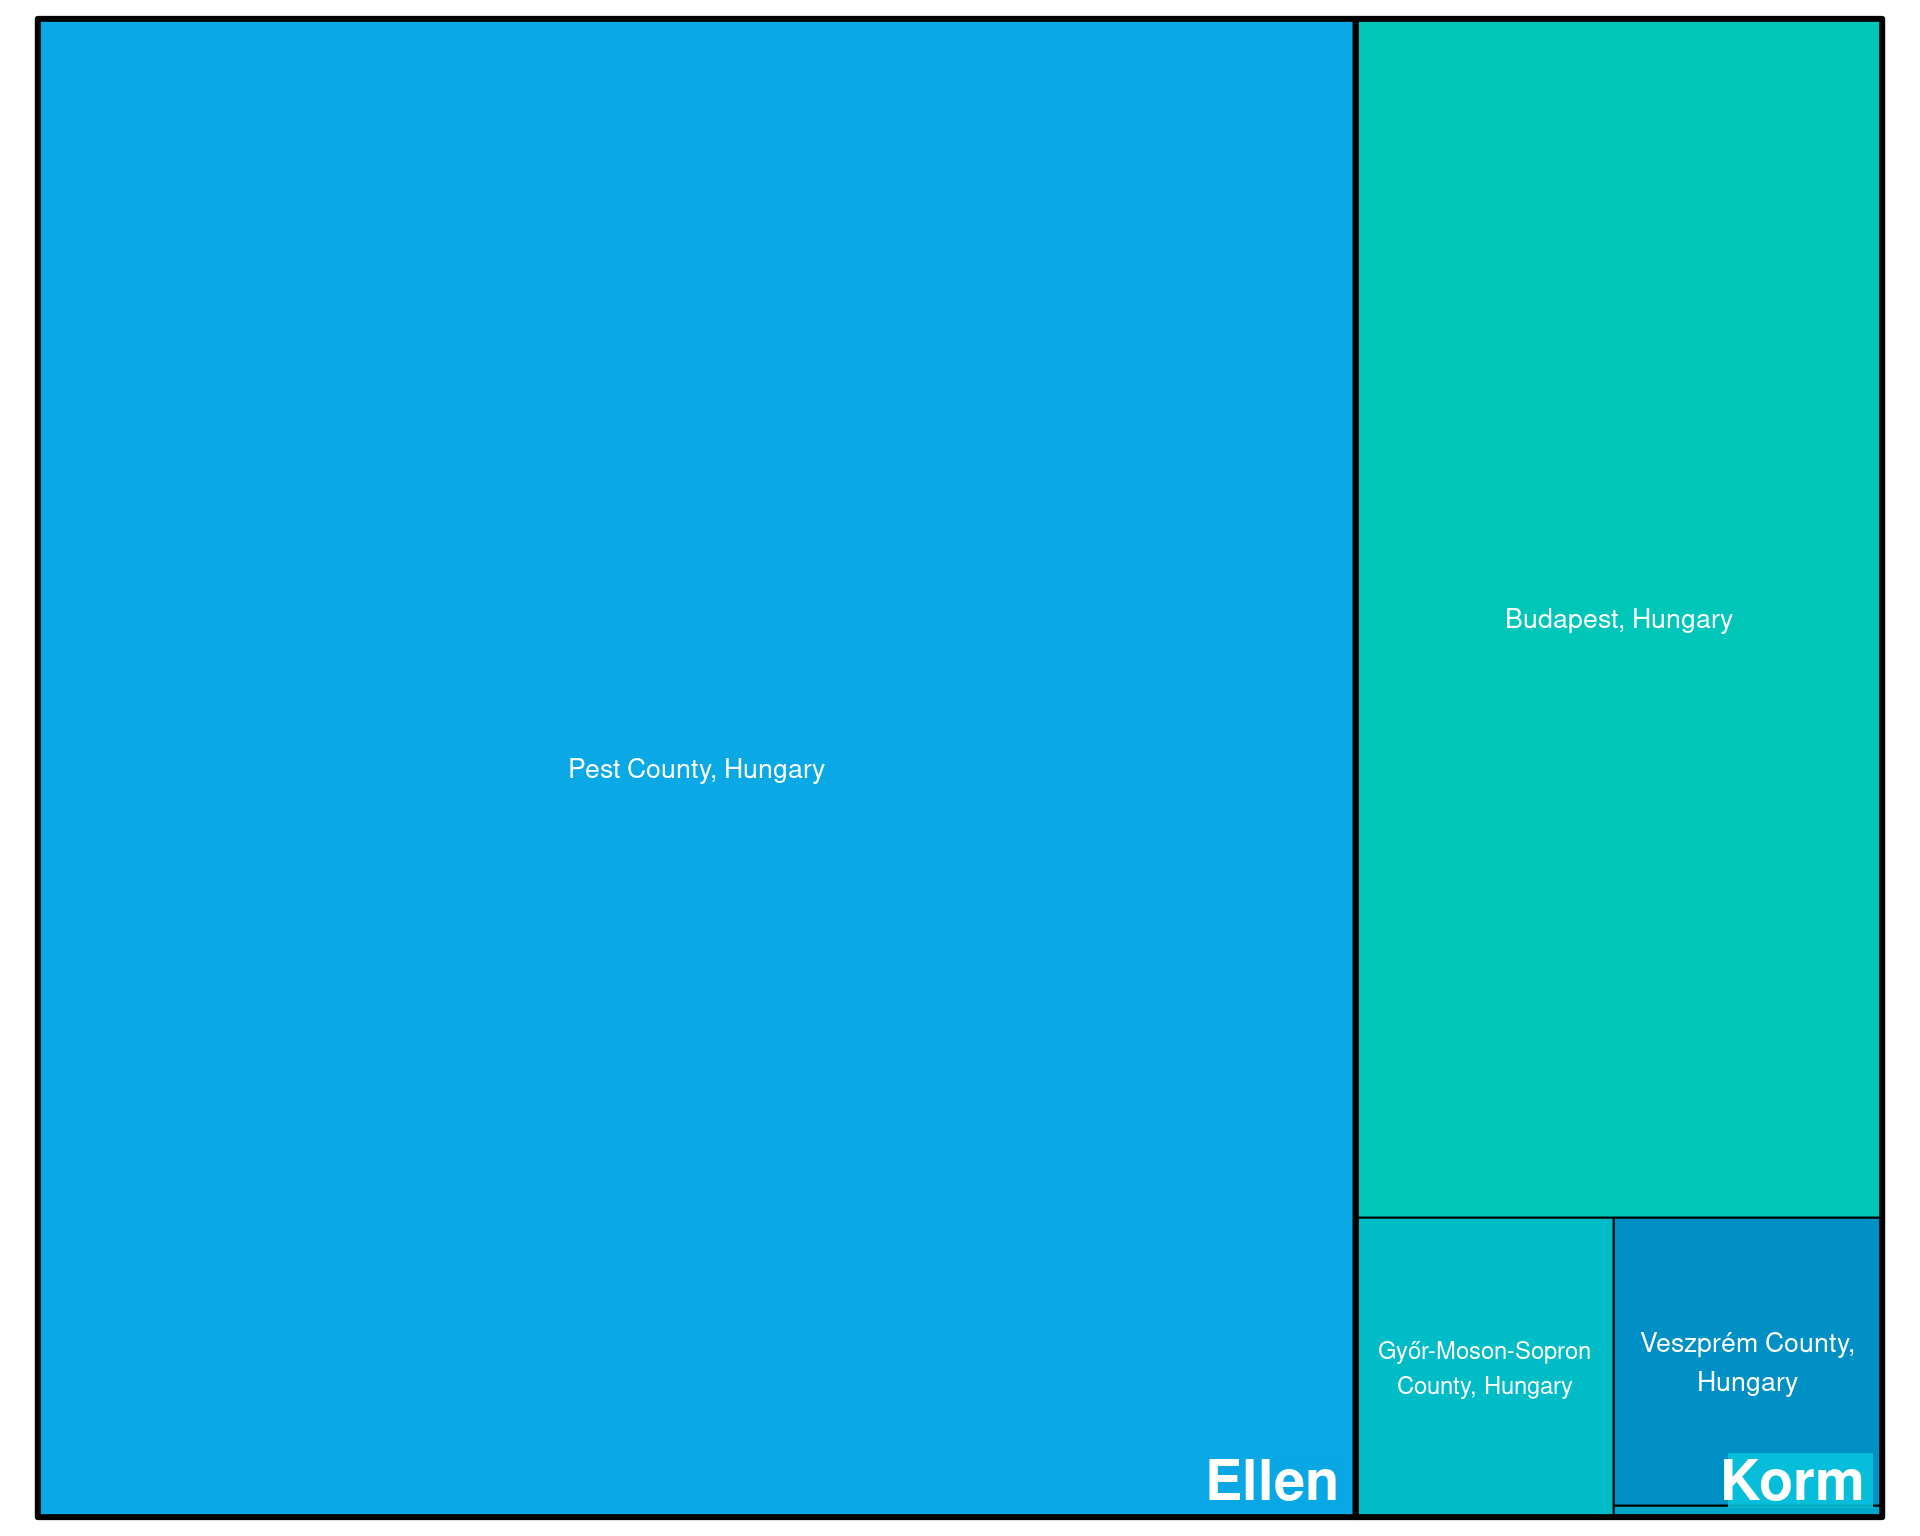 Budapest, Hungary
Pest County, Hungary
Győr-Moson-Sopron
County, Hungary
Veszprém County,
Hungary
Ellen
Korm